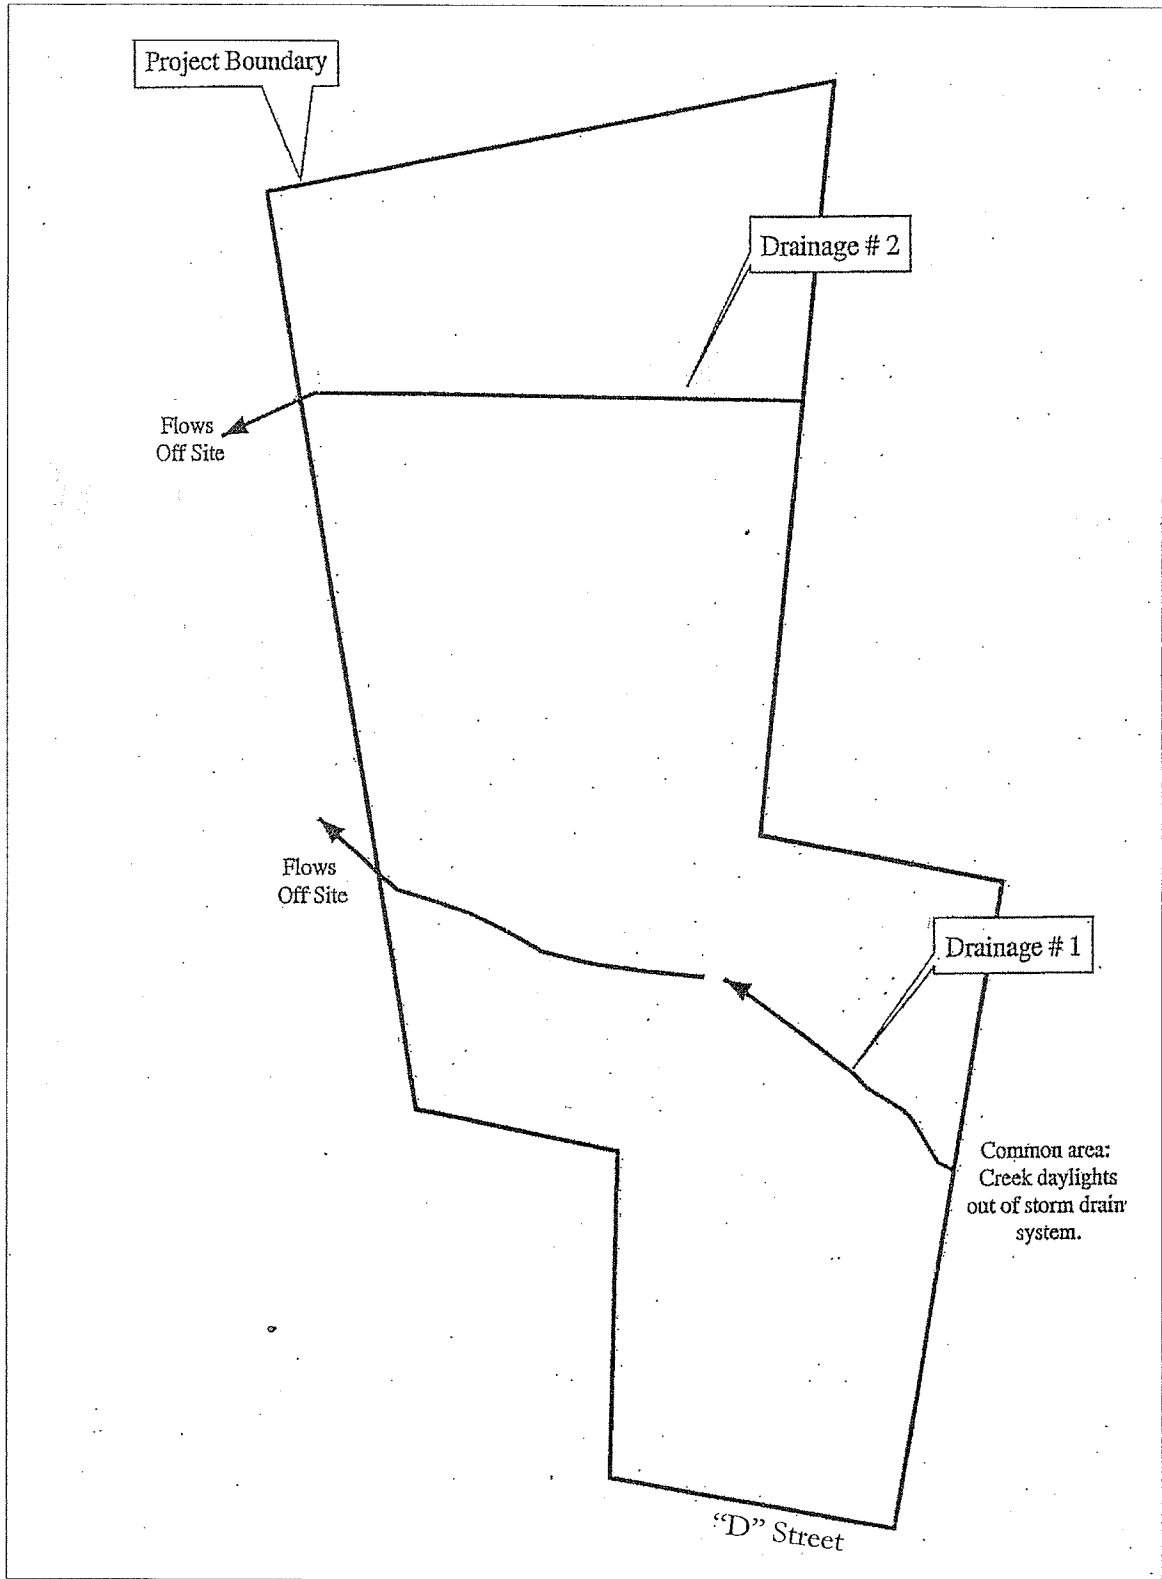 Project Boundary
Drainage # 2
Flows
Off Site
Flows
Off Site
Drainage # 1
Common area:
Creek daylights
out of storm drain
system.
“D” Street